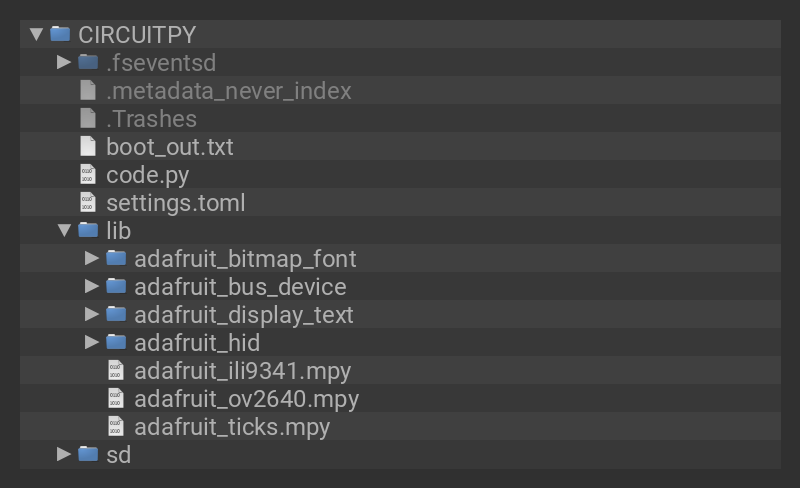 CIRCUITPY
.fseventsd
.metadata_never_index
.Trashes
boot_out.txt
code.py
settings.toml
lib
adafruit_bitmap_font
adafruit_bus_device
adafruit_display_text
adafruit_hid
adafruit_ili9341.mpy
adafruit_ov2640.mpy
adafruit_ticks.mpy
sd